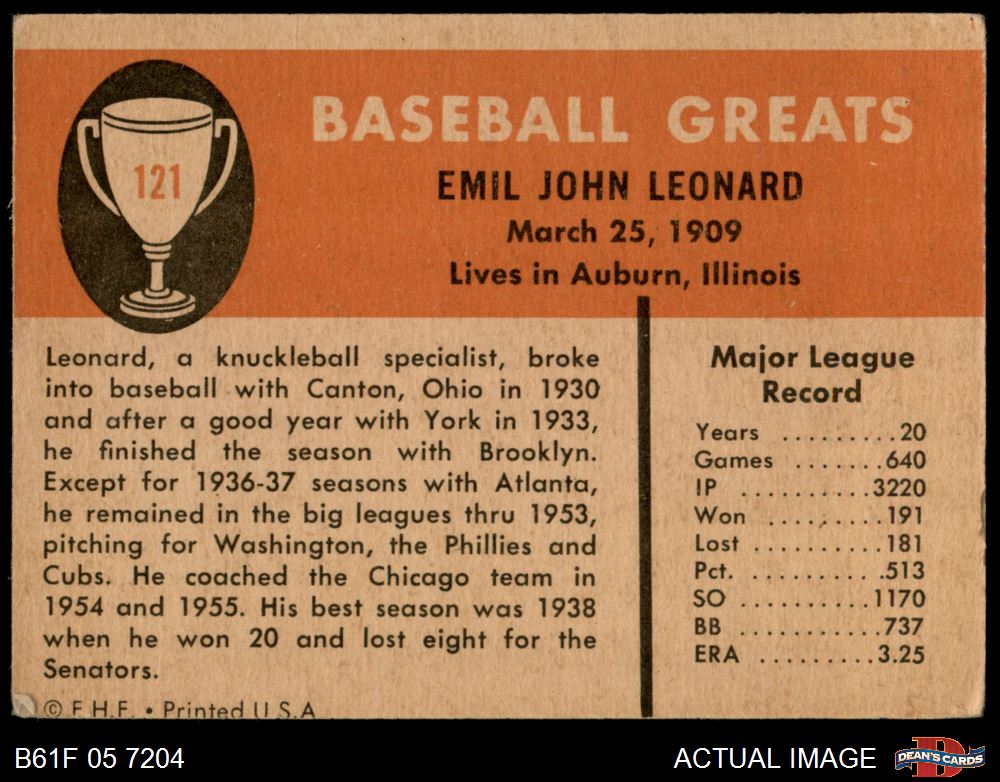 121
BASEBALL GREATS
EMIL JOHN LEONARD
March 25, 1909
Lives in Auburn, Illinois
Leonard, a knuckleball specialist, broke
into baseball with Canton, Ohio in 1930
and after a good year with York in 1933,
he finished the season with Brooklyn.
Except for 1936-37 seasons with Atlanta,
he remained in the big leagues thru 1953,
pitching for Washington, the Phillies and
Cubs. He coached the Chicago team in
1954 and 1955. His best season was 1938
when he won 20 and lost eight for the
Senators.
© F.H.F. • Printed U.S.A
Major League
Record
Years .........20
Games .......640
IP ..........3220
Won .........191
Lost ..........181
Pct. ..........513
SO ..........1170
BB ...........737
ERA .........3.25
B61F 05 7204
ACTUAL IMAGE
D
DEAN'S CARDS